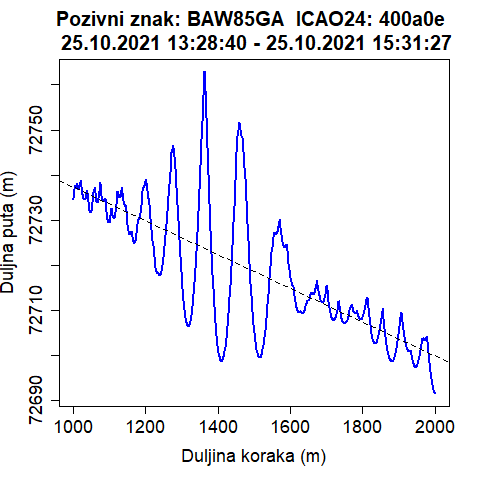 Pozivni znak: BAW85GA  ICAO24: 400a0e
25.10.2021 13:28:40 - 25.10.2021 15:31:27
Duljna puta (m)
72750
72730
72710
72690
1000 1200 1400 1600 1800 2000
Duljina koraka (m)